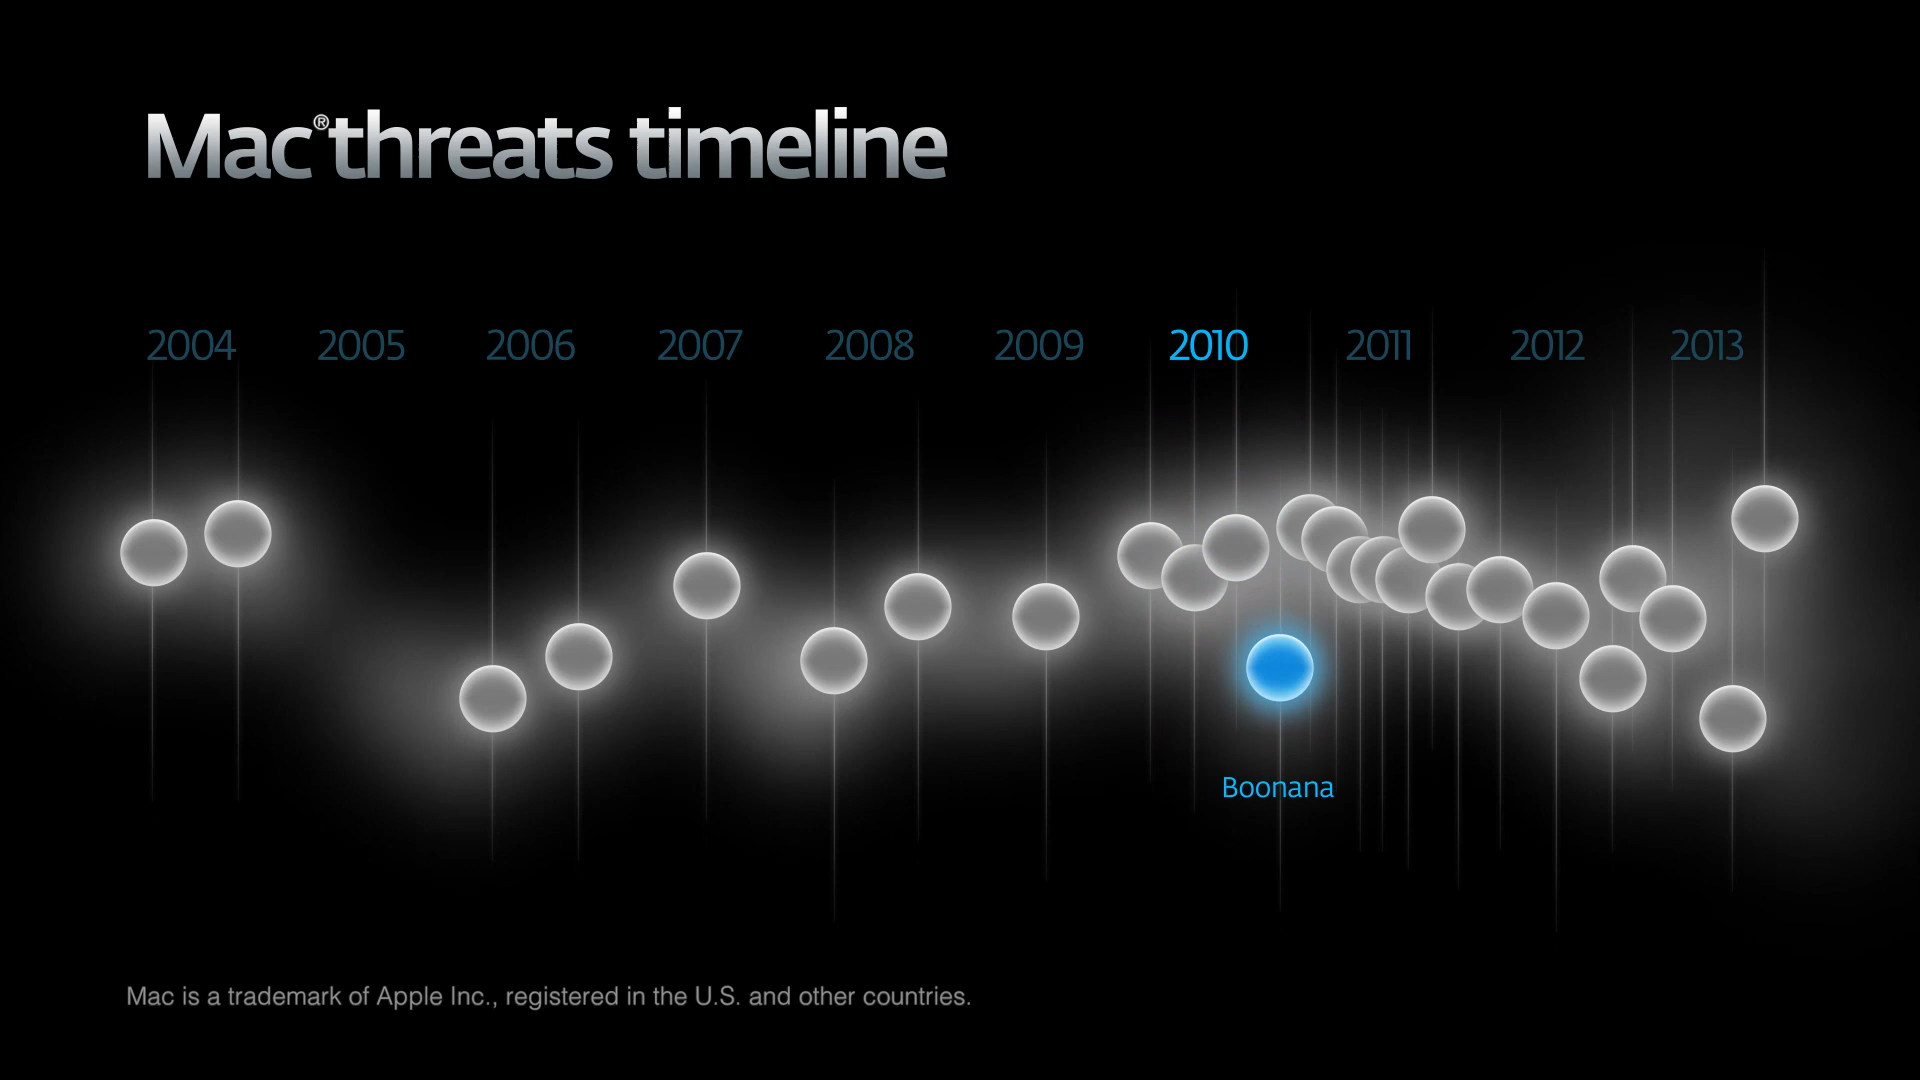 Mac® threats timeline
2004 2005 2006 2007 2008 2009 2010 2011 2012 2013
Boonana
Mac is a trademark of Apple Inc., registered in the U.S. and other countries.